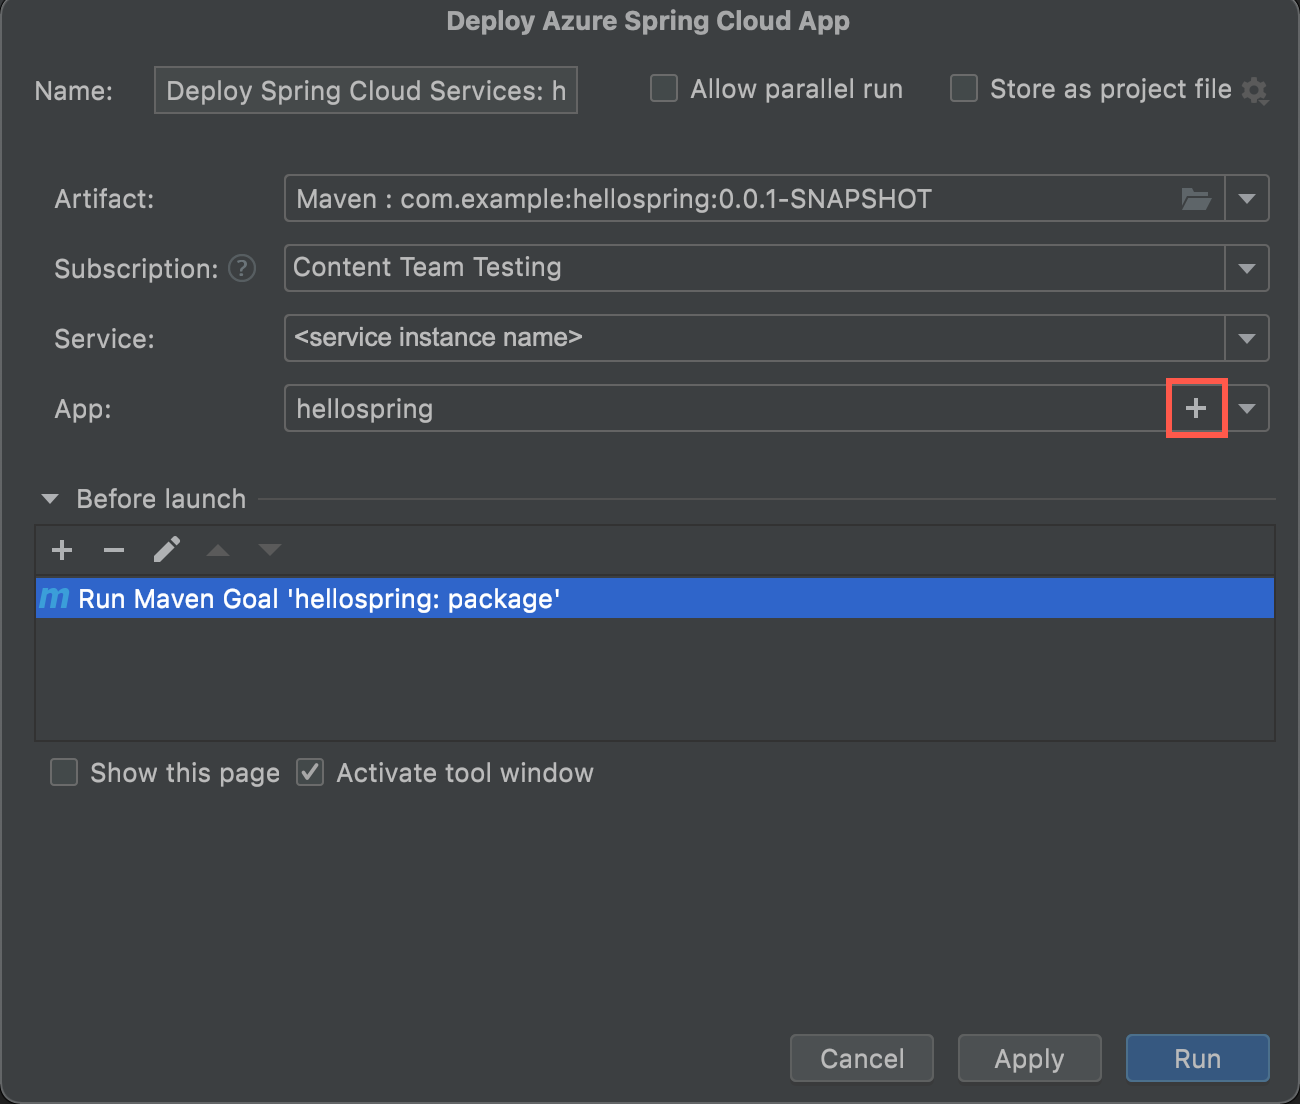 Deploy Azure Spring Cloud App
Name: Deploy Spring Cloud Services: h Allow parallel run Store as project file
Artifact: Maven : com.example:hellospring:0.0.1-SNAPSHOT
Subscription: ? Content Team Testing
Service: <service instance name>
App: hellospring
Before launch
m Run Maven Goal 'hellospring: package'
Show this page Activate tool window
Cancel Apply Run